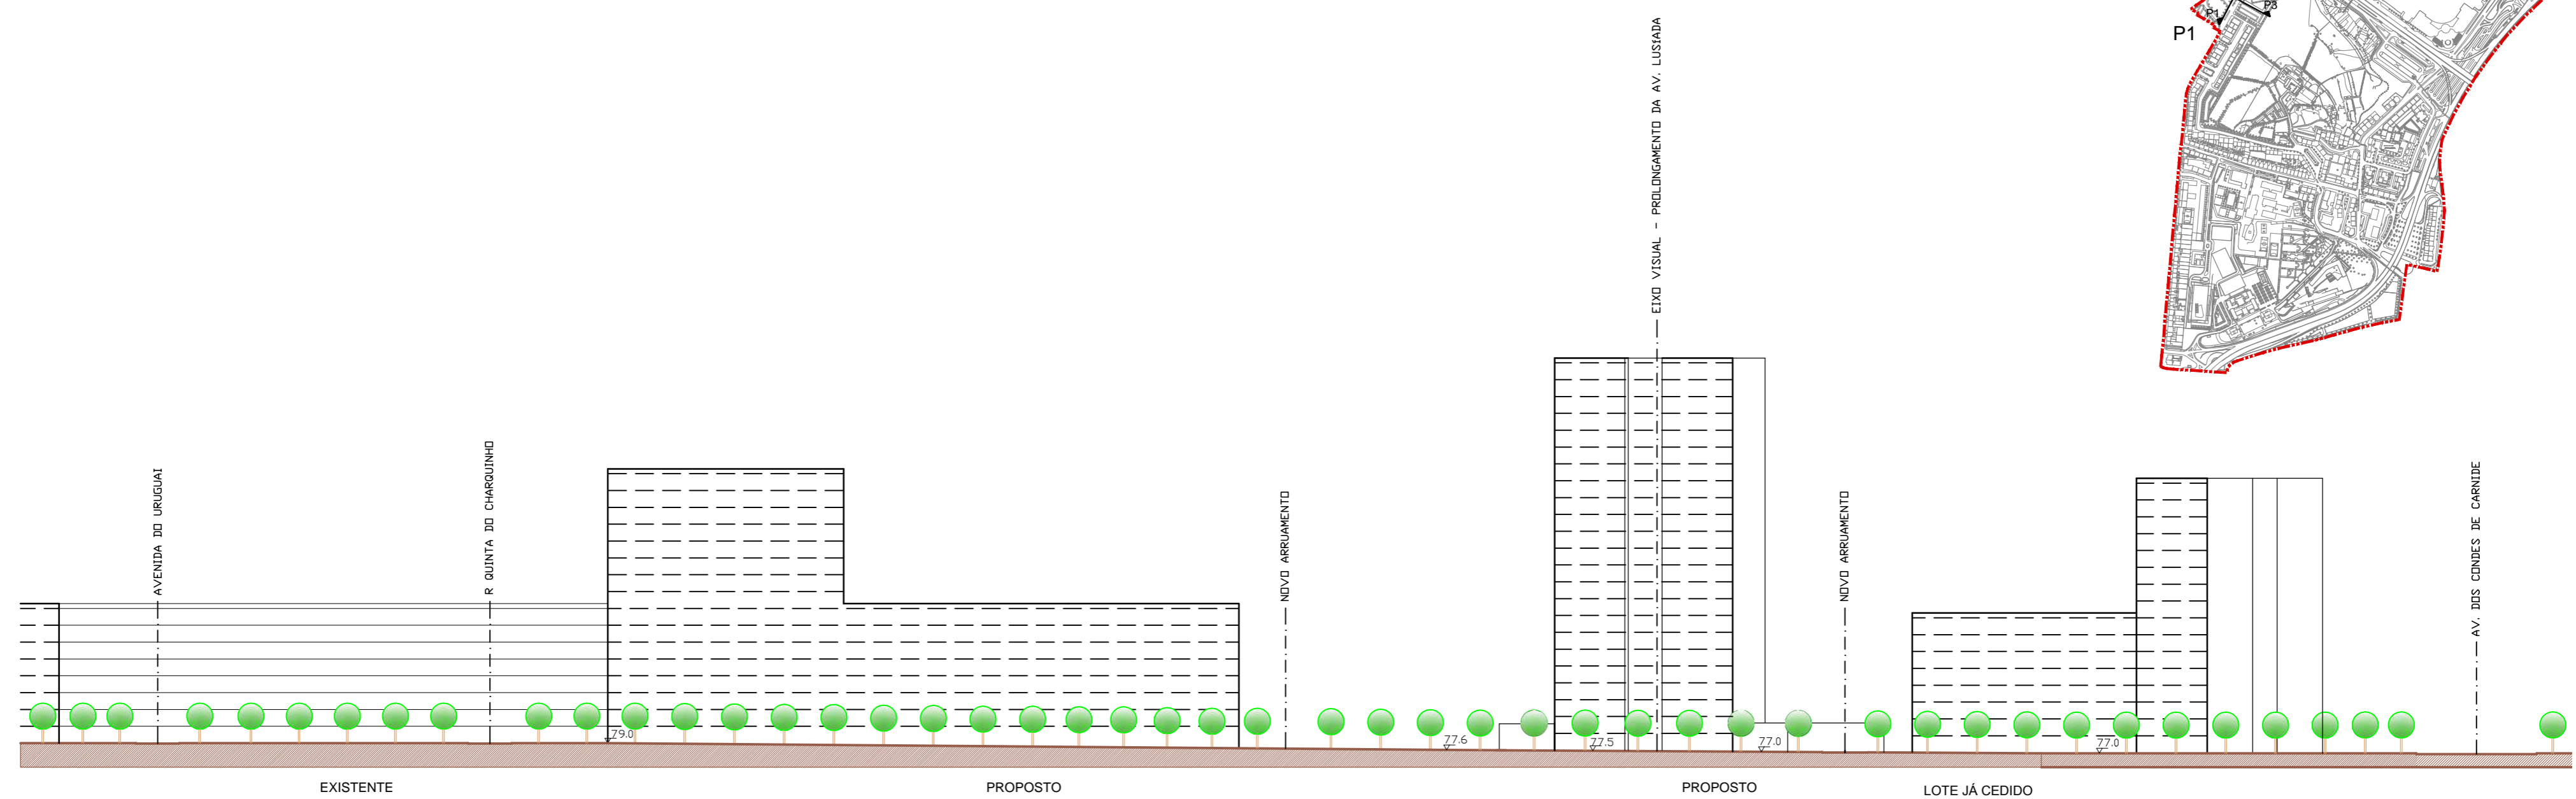 P1
P3
P1
EIXO VISUAL - PROLONGAMENTO DA AV. LUSíADA
AVENIDA DO URUGUAI
R QUINTA DO CHARQUINHO
NOVO ARRUAMENTO
NOVO ARRUAMENTO
AV. DOS CONDES DE CARNIDE
79.0
77.6
77.5
77.0
77.0
EXISTENTE
PROPOSTO
PROPOSTO
LOTE JÁ CEDIDO